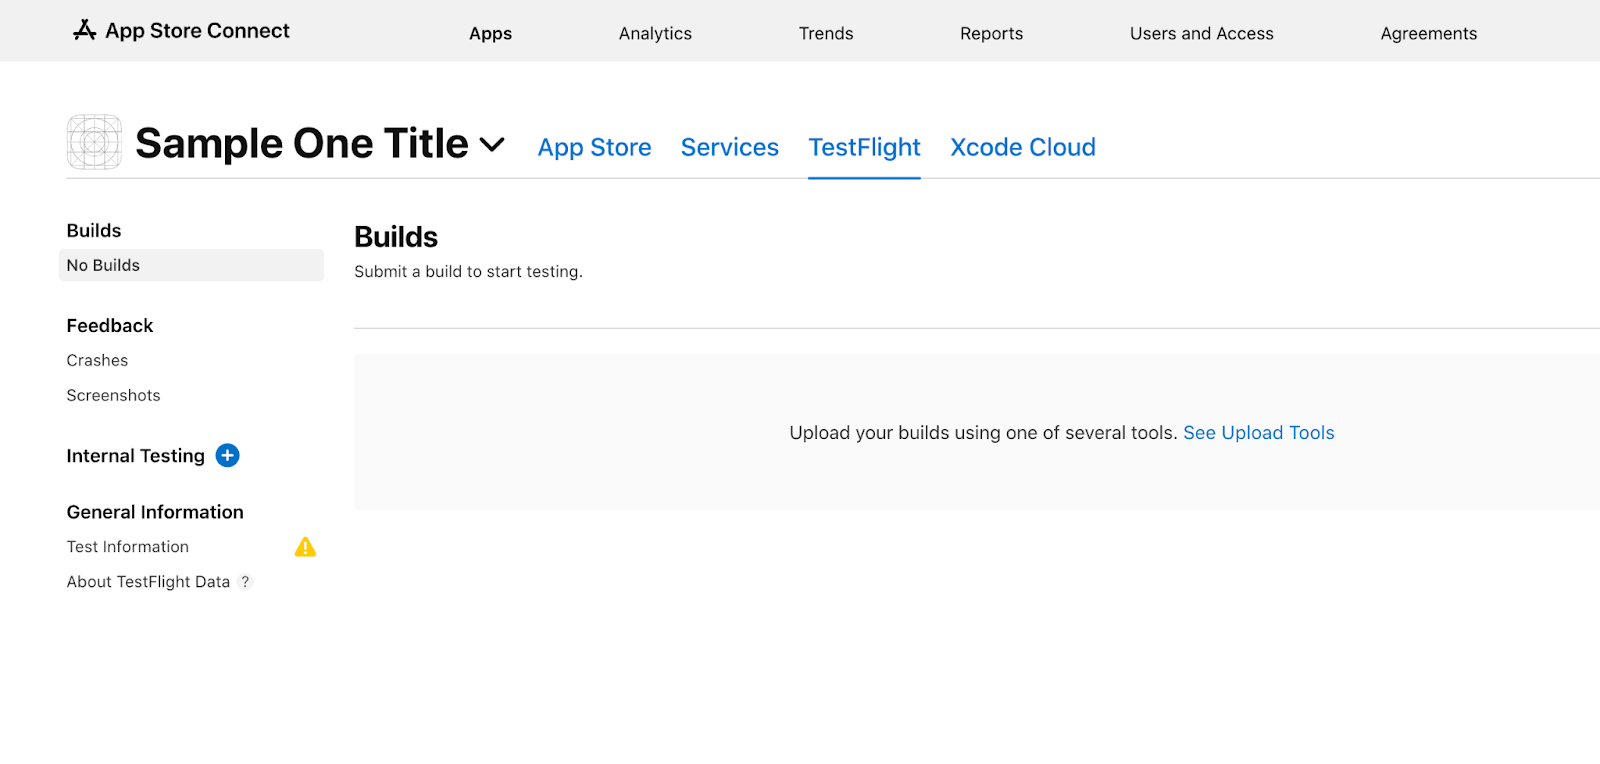 App Store Connect
Apps
Analytics
Trends
Reports
Users and Access
Agreements
Sample One Title
App Store
Services
TestFlight
Xcode Cloud
Builds
No Builds
Feedback
Crashes
Screenshots
Internal Testing
General Information
Test Information
About TestFlight Data ?
Builds
Submit a build to start testing.
Upload your builds using one of several tools. See Upload Tools